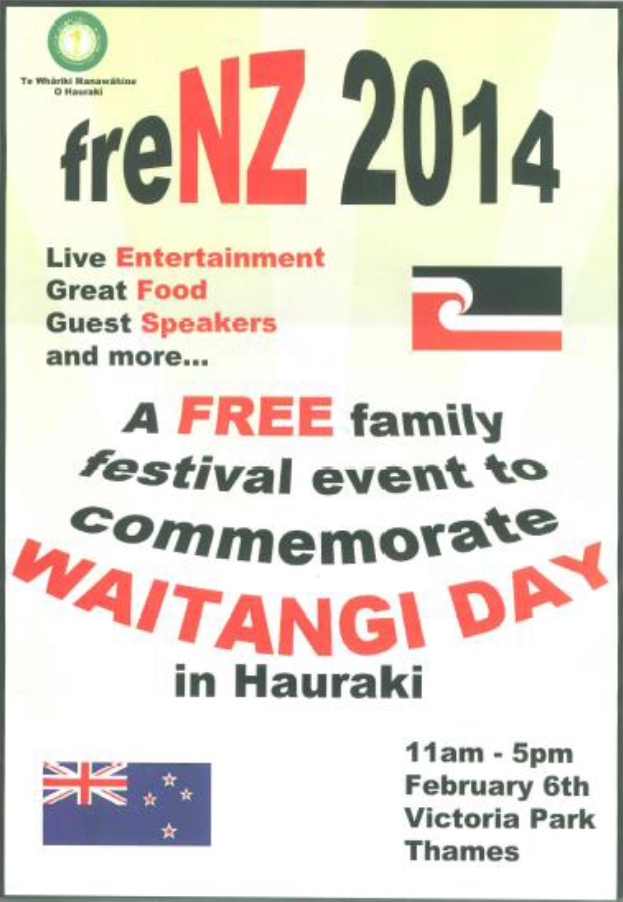 Te Whāriki Manawāhine
O Hauraki
freNZ 2014
Live Entertainment
Great Food
Guest Speakers
and more...
A FREE family
festival event to
commemorate
WAITANGI DAY
in Hauraki
11am - 5pm
February 6th
Victoria Park
Thames